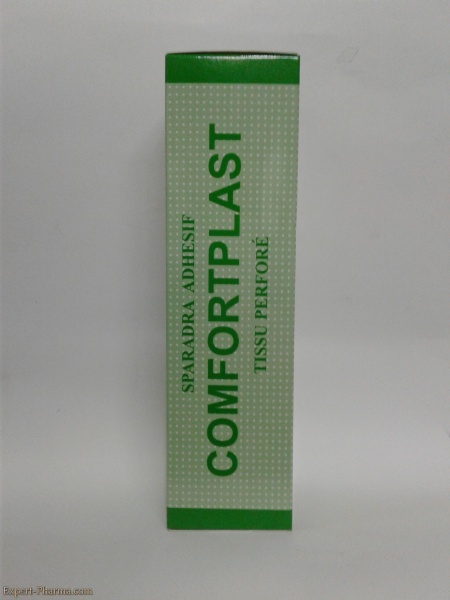 SPARADRA ADHESIF
COMFORTPLAST
TISSU PERFORÉ
Expert-Pharma.com